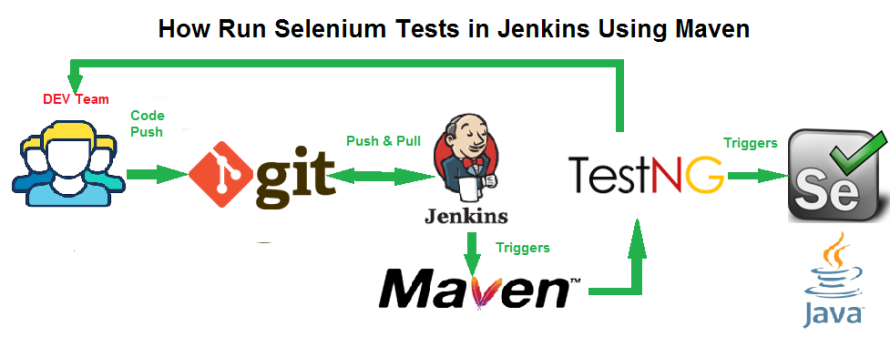 How Run Selenium Tests in Jenkins Using Maven
DEV Team
Code
Push
git
Push & Pull
Jenkins
Triggers
Maven™
TestNG
Triggers
Se
Java